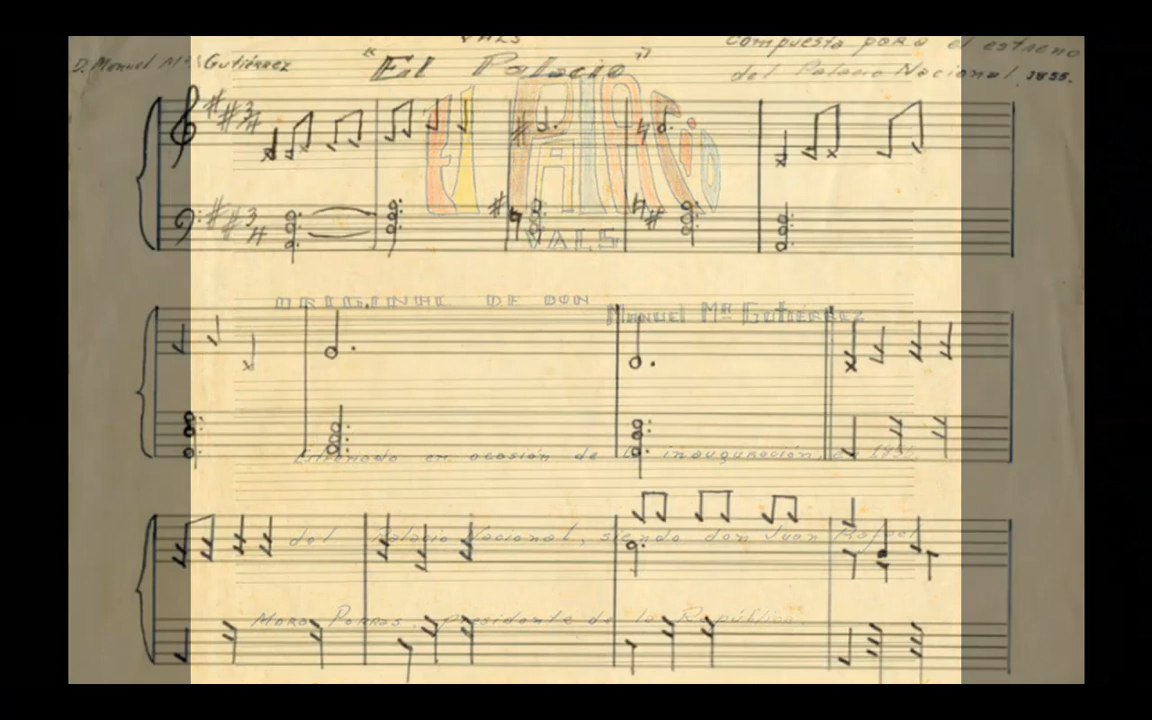 VALS
Compuesta para el estreno
D. Manuel Mª Gutiérrez
"El Palacio"
del Palacio Nacional, 1855.
EL PALACIO
VALS
ORIGINAL DE DON
Manuel Mª Gutiérrez
Estrenado en ocasión de la inauguración, en 1855,
del Palacio Nacional, siendo don Juan Rafael
Mora Porras, presidente de la República.